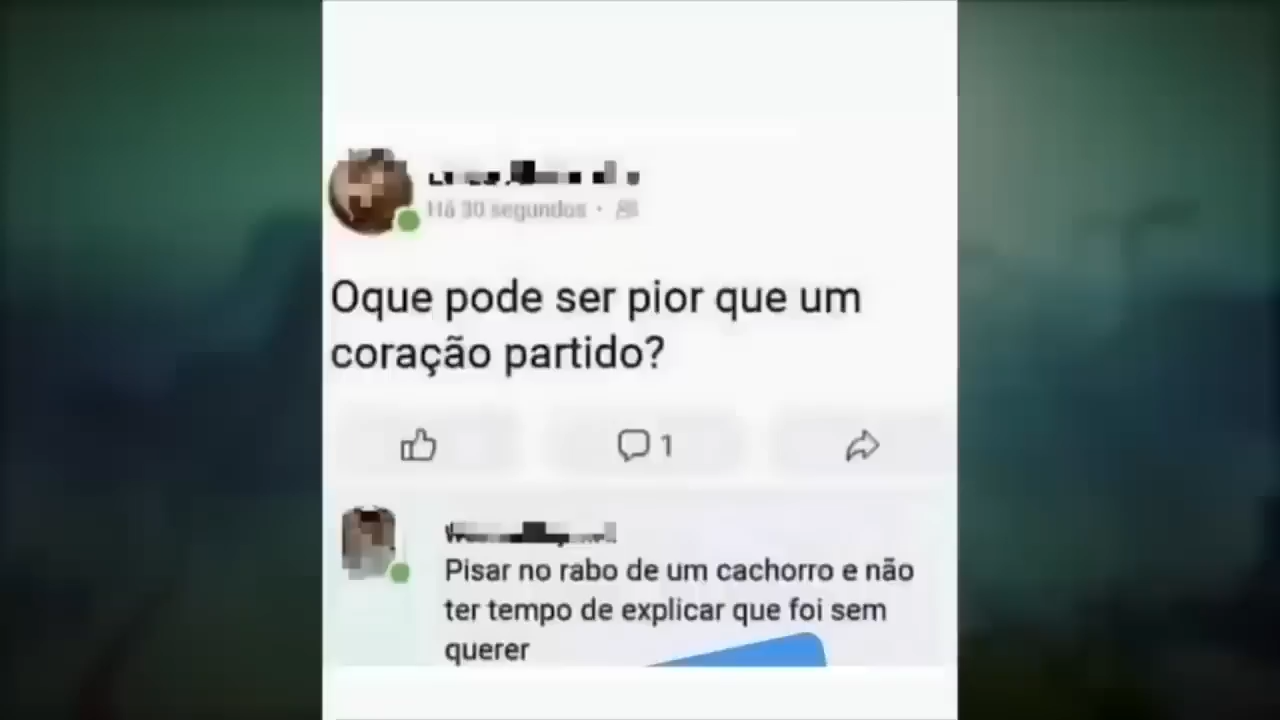 Há 30 segundos
Oque pode ser pior que um
coração partido?
1
Pisar no rabo de um cachorro e não
ter tempo de explicar que foi sem
querer